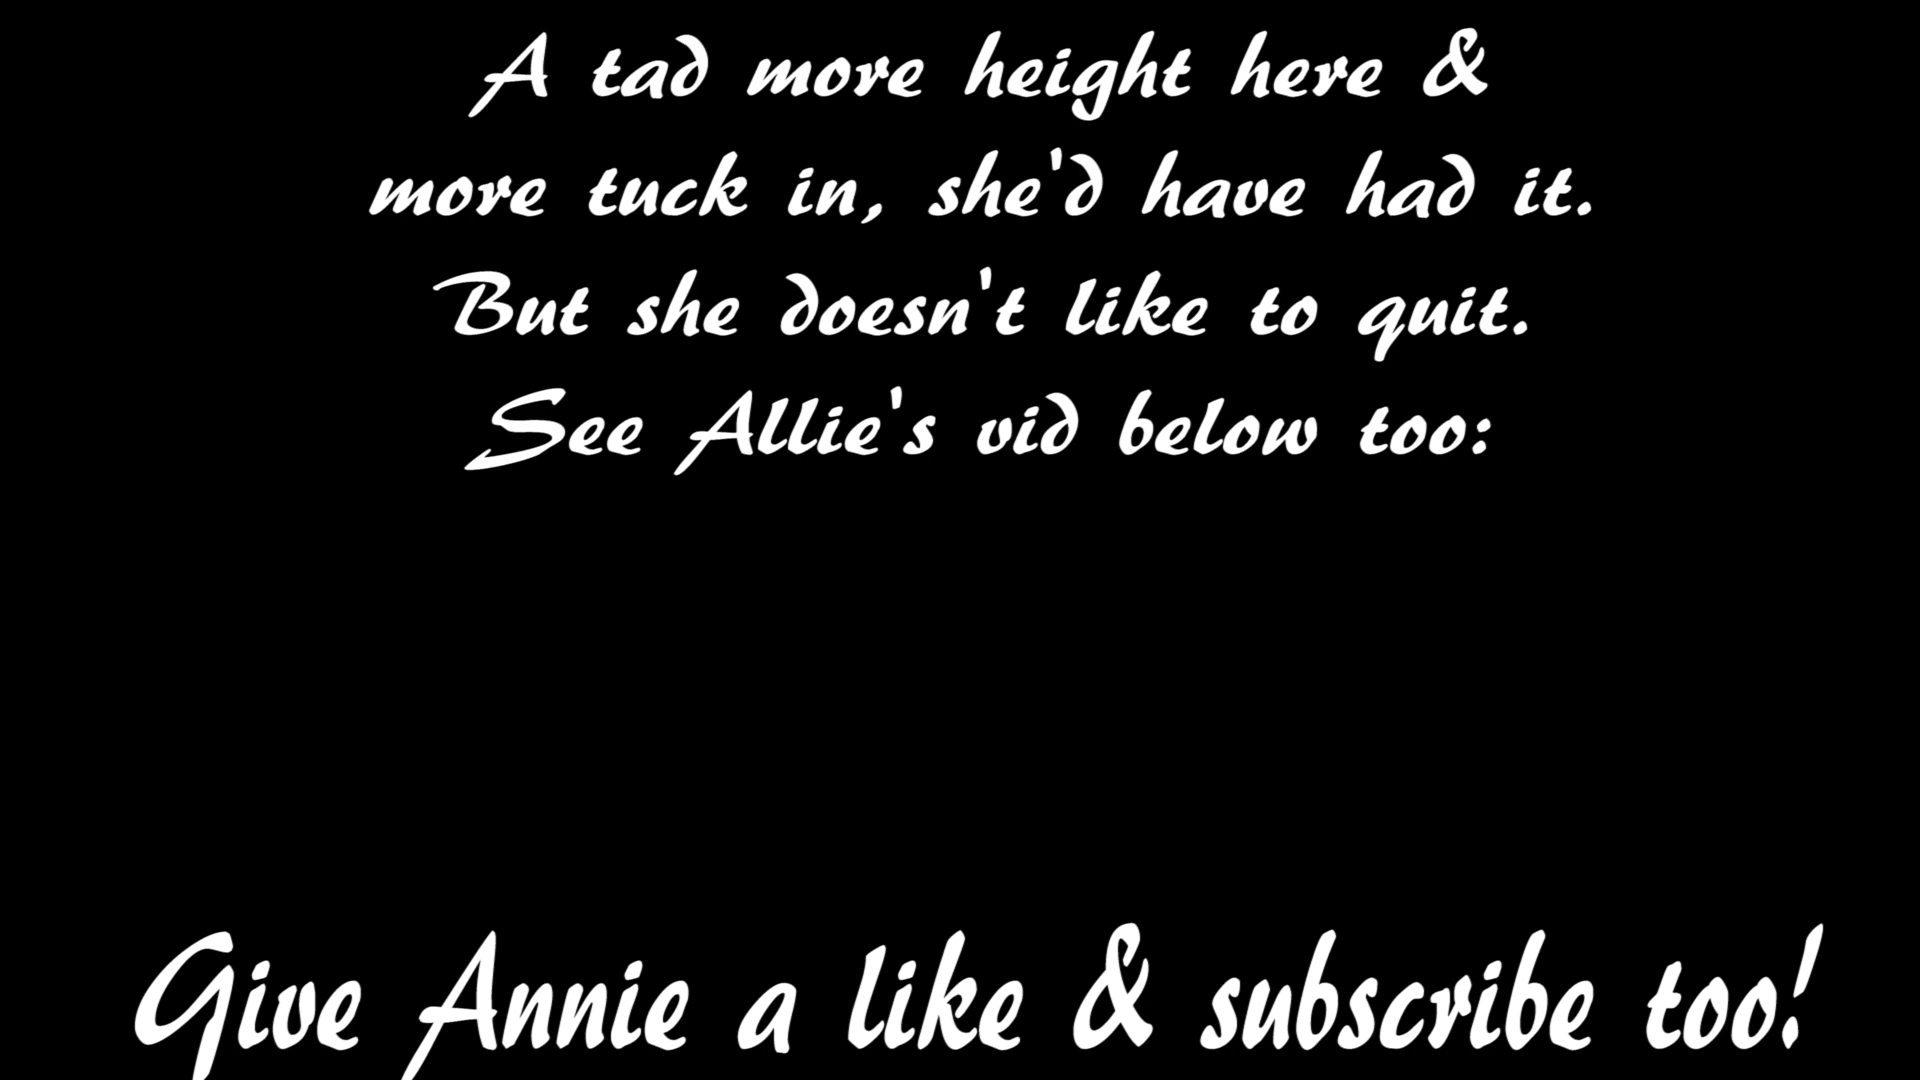 A tad more height here &
more tuck in, she'd have had it.
But she doesn't like to quit.
See Allie's vid below too:
Give Annie a like & subscribe too!